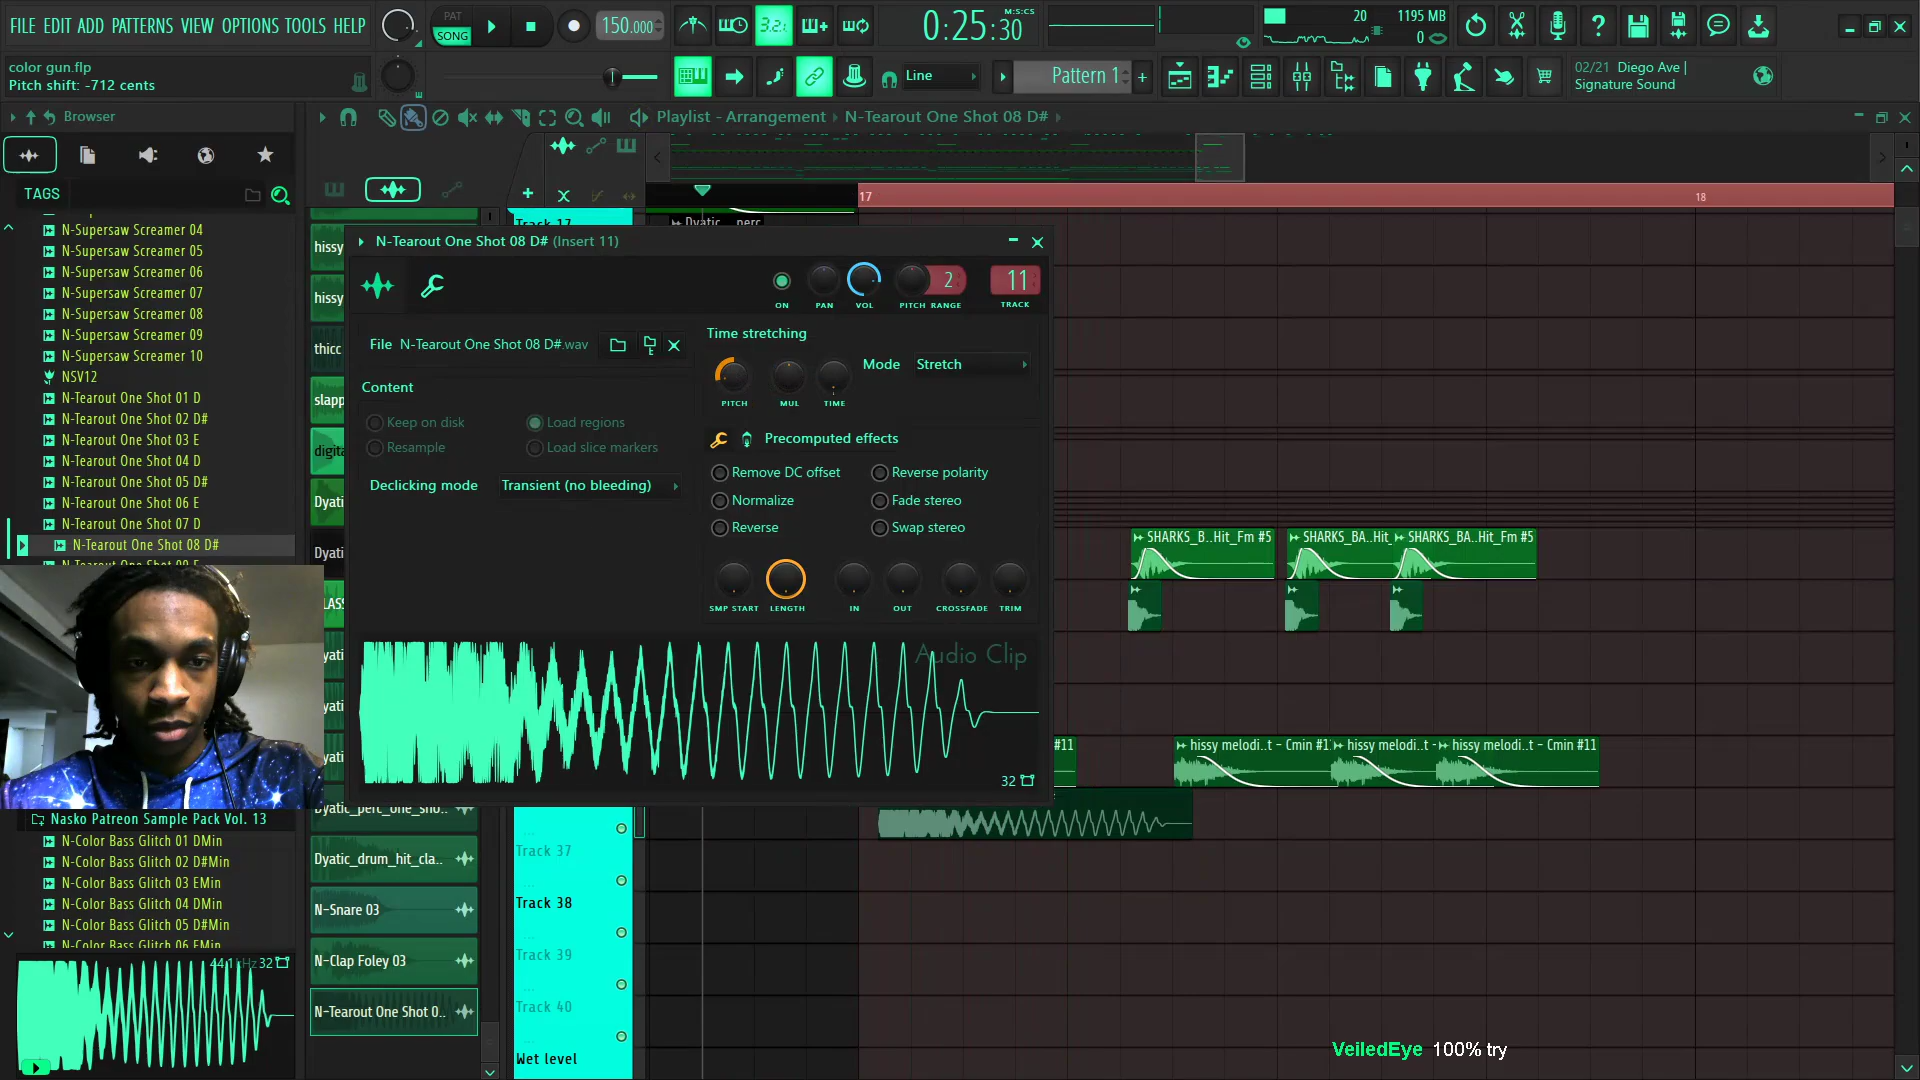 FILE EDIT ADD PATTERNS VIEW OPTIONS TOOLS HELP
PAT
SONG
150.000
3.2.
0:25:30
M:S:CS
20
1195 MB
0
color gun.flp
Pitch shift: -712 cents
Line
Pattern 1
02/21 Diego Ave |
Signature Sound
Browser
Playlist - Arrangement
N-Tearout One Shot 08 D#
TAGS
N-Supersaw Screamer 04
N-Supersaw Screamer 05
N-Supersaw Screamer 06
N-Supersaw Screamer 07
N-Supersaw Screamer 08
N-Supersaw Screamer 09
N-Supersaw Screamer 10
NSV12
N-Tearout One Shot 01 D
N-Tearout One Shot 02 D#
N-Tearout One Shot 03 E
N-Tearout One Shot 04 D
N-Tearout One Shot 05 D#
N-Tearout One Shot 06 E
N-Tearout One Shot 07 D
N-Tearout One Shot 08 D#
Nasko Patreon Sample Pack Vol. 13
N-Color Bass Glitch 01 DMin
N-Color Bass Glitch 02 D#Min
N-Color Bass Glitch 03 EMin
N-Color Bass Glitch 04 DMin
N-Color Bass Glitch 05 D#Min
N-Color Bass Glitch 06 EMin
44.1kHz 32
hissy
hissy
thicc
slapp
digita
Dyati
Dyati
Dyatic_perc_one_sho..
Dyatic_drum_hit_cla..
N-Snare 03
N-Clap Foley 03
N-Tearout One Shot 0..
17
18
Track 17
Dyatic
perc
N-Tearout One Shot 08 D# (Insert 11)
ON
PAN
VOL
PITCH
RANGE
2
11
TRACK
File
N-Tearout One Shot 08 D#.wav
Content
Keep on disk
Load regions
Resample
Load slice markers
Declicking mode
Transient (no bleeding)
Time stretching
PITCH
MUL
TIME
Mode
Stretch
Precomputed effects
Remove DC offset
Reverse polarity
Normalize
Fade stereo
Reverse
Swap stereo
SMP START
LENGTH
IN
OUT
CROSSFADE
TRIM
Audio Clip
32
SHARKS_B..Hit_Fm #5
SHARKS_BA..Hit_
SHARKS_BA..Hit_Fm #5
#11
hissy melodi..t - Cmin #1
hissy melodi..t -
hissy melodi..t - Cmin #11
Track 37
Track 38
Track 39
Track 40
Wet level
VeiledEye 100% try